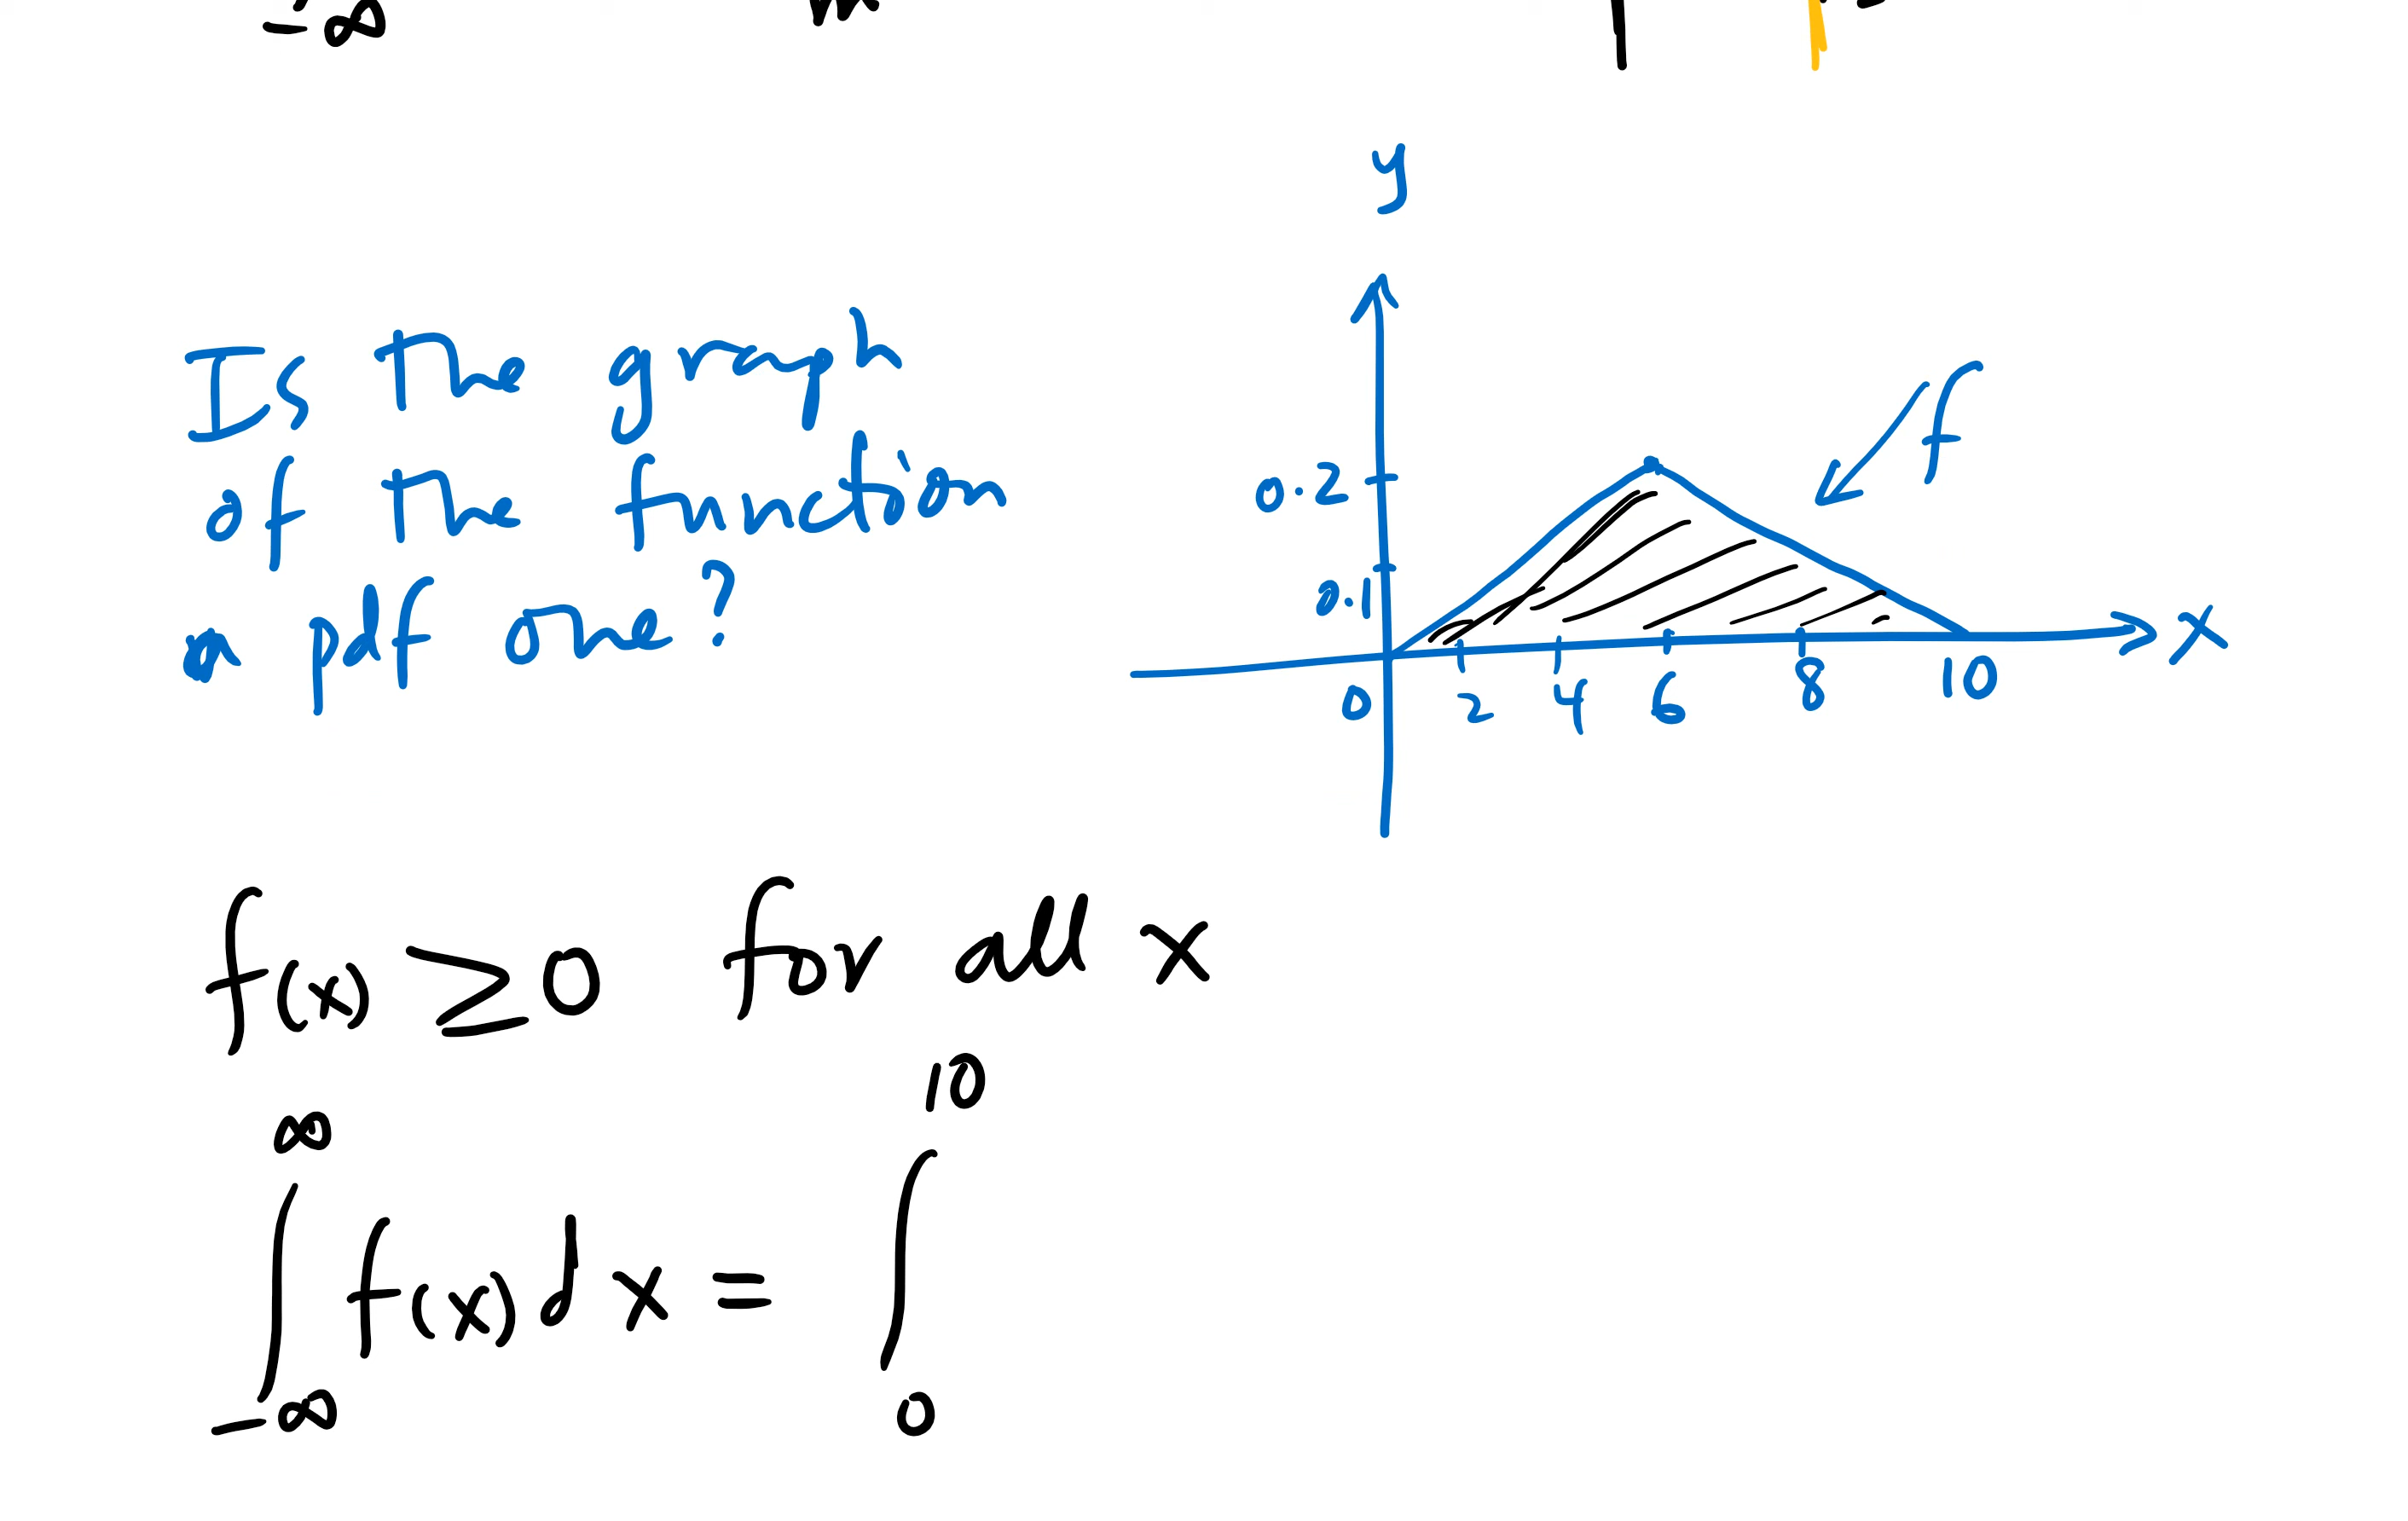 -∞
y
Is the graph
of the function
a pdf one?
f
0.2
0.1
0 2 4 6 8 10 x
f(x) ≥ 0 for all x
∞ 10
∫ f(x) dx = ∫
-∞ 0